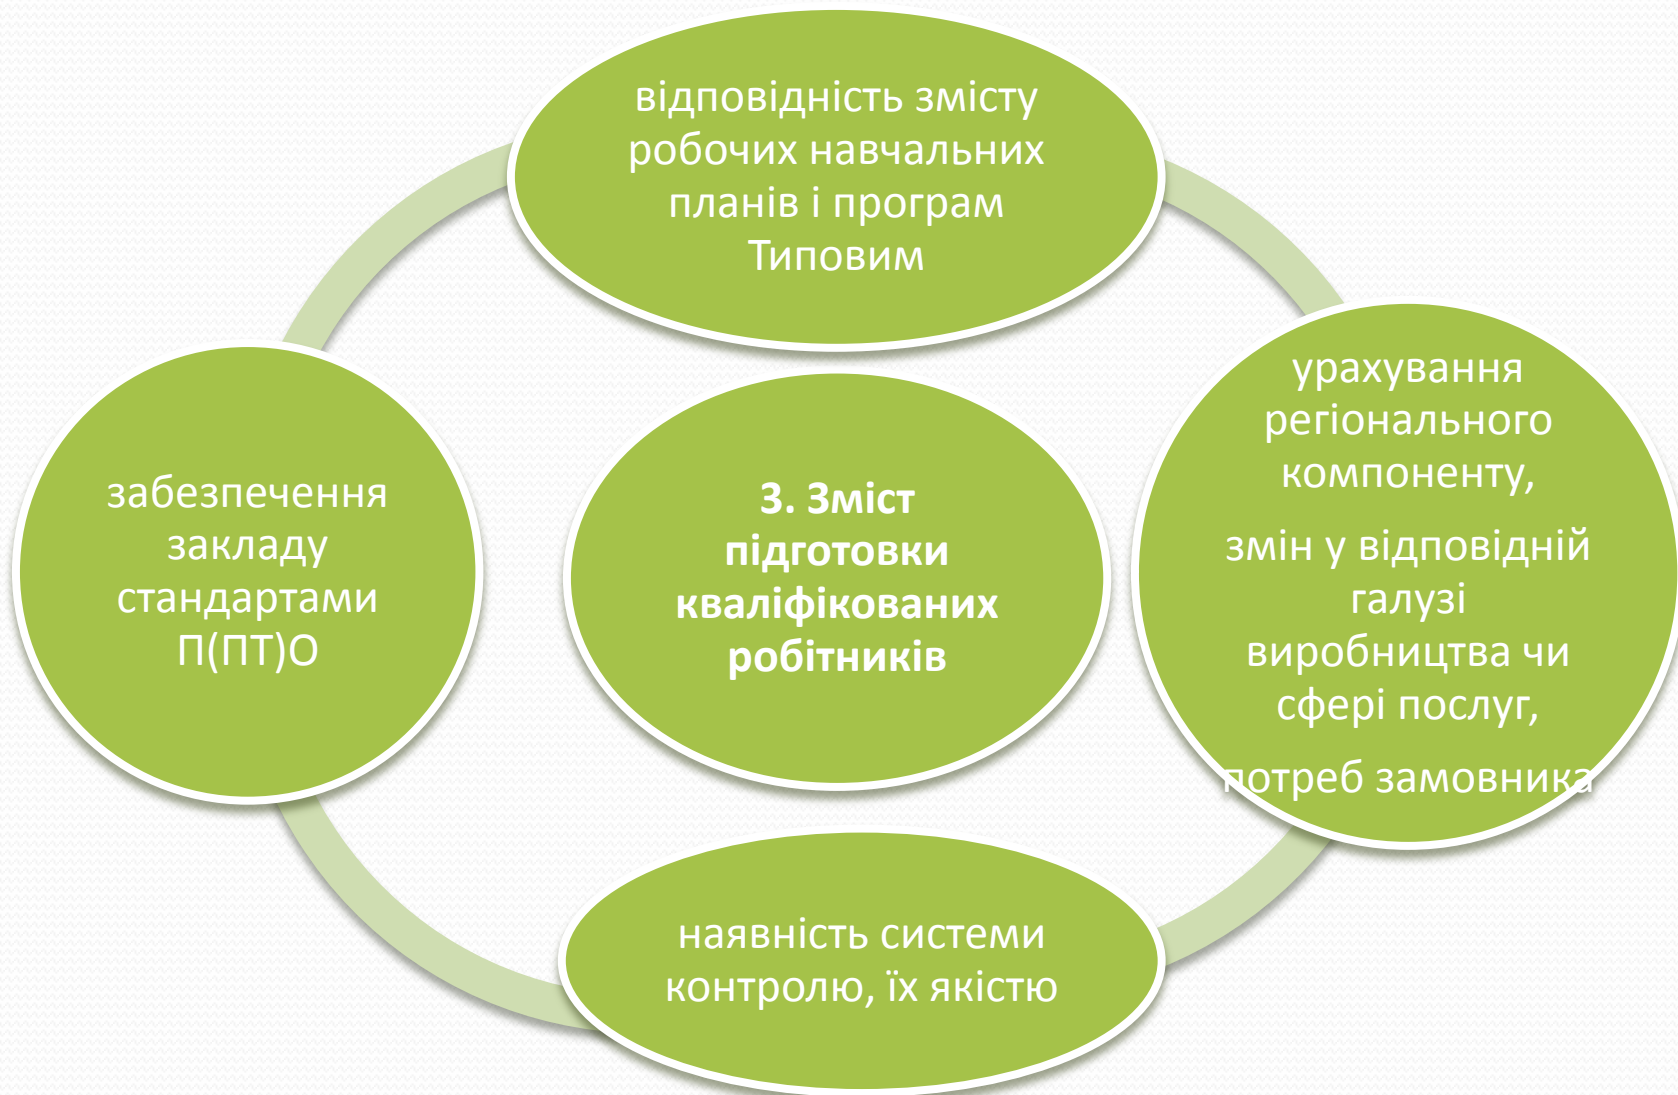 відповідність змісту
робочих навчальних
планів і програм
Типовим
урахування
регіонального
компоненту,
змін у відповідній
галузі
виробництва чи
сфері послуг,
потреб замовника
наявність системи
контролю, їх якістю
забезпечення
закладу
стандартами
П(ПТ)О
3. Зміст
підготовки
кваліфікованих
робітників